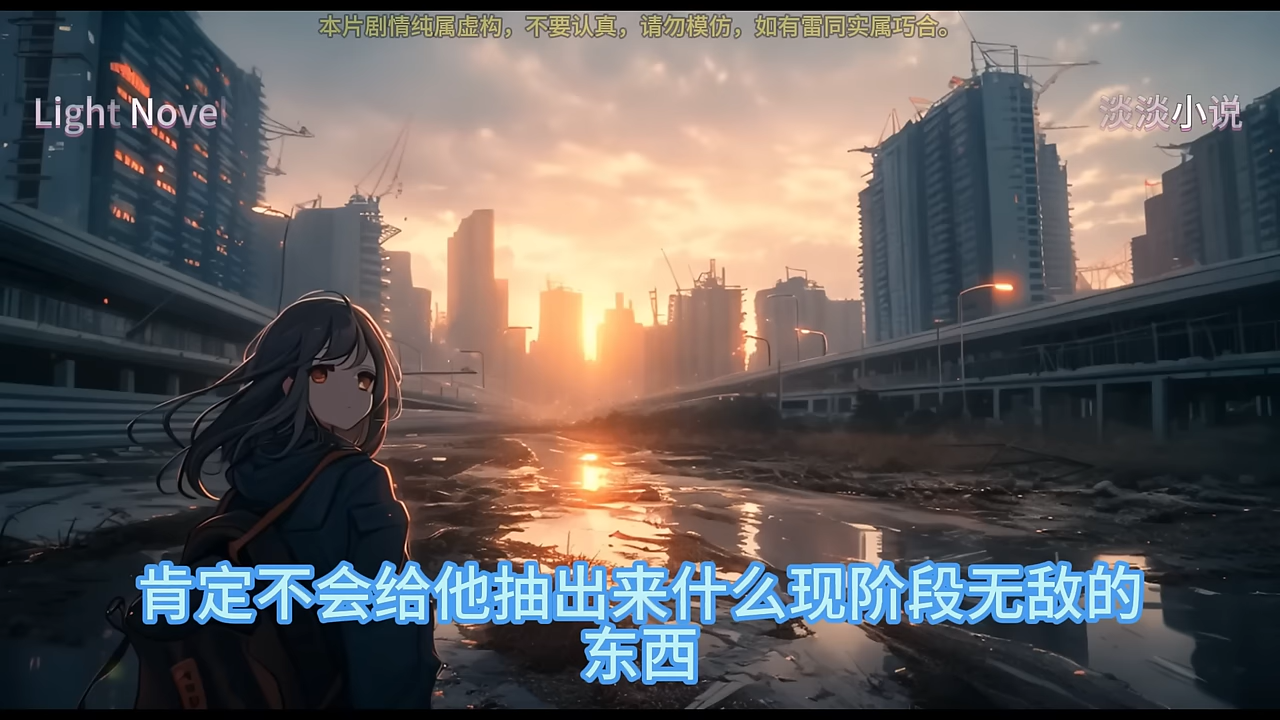 本片剧情纯属虚构，不要认真，请勿模仿，如有雷同实属巧合。
Light Novel
淡淡小说
肯定不会给他抽出来什么现阶段无敌的
东西